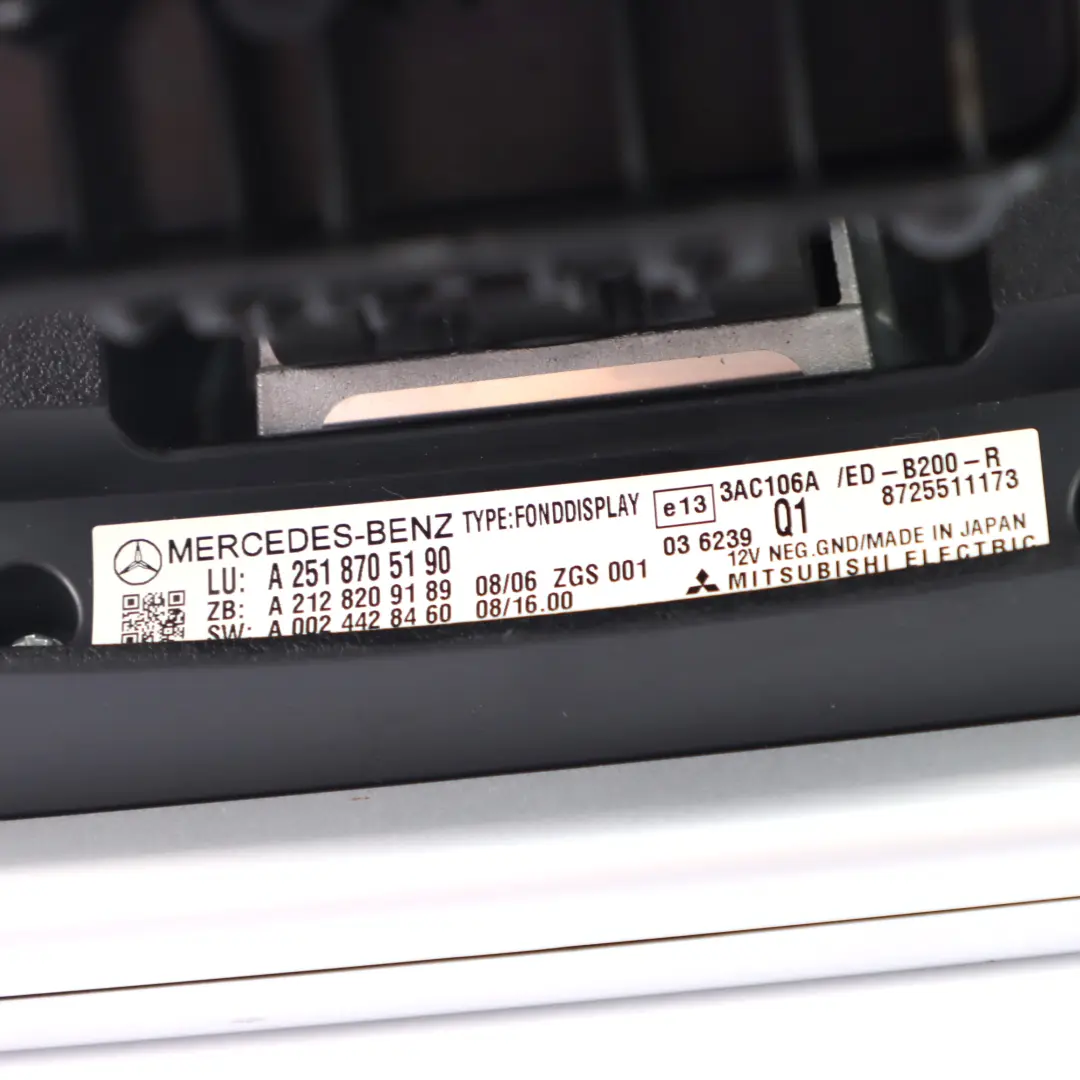 MERCEDES-BENZ TYPE:FONDDISPLAY e13 3AC106A /ED-B200-R
8725511173
LU: A 251 870 51 90 03 6239 Q1
ZB: A 212 820 91 89 08/06 ZGS 001 12V NEG.GND/MADE IN JAPAN
SW: A 002 442 84 60 08/16.00 MITSUBISHI ELECTRIC